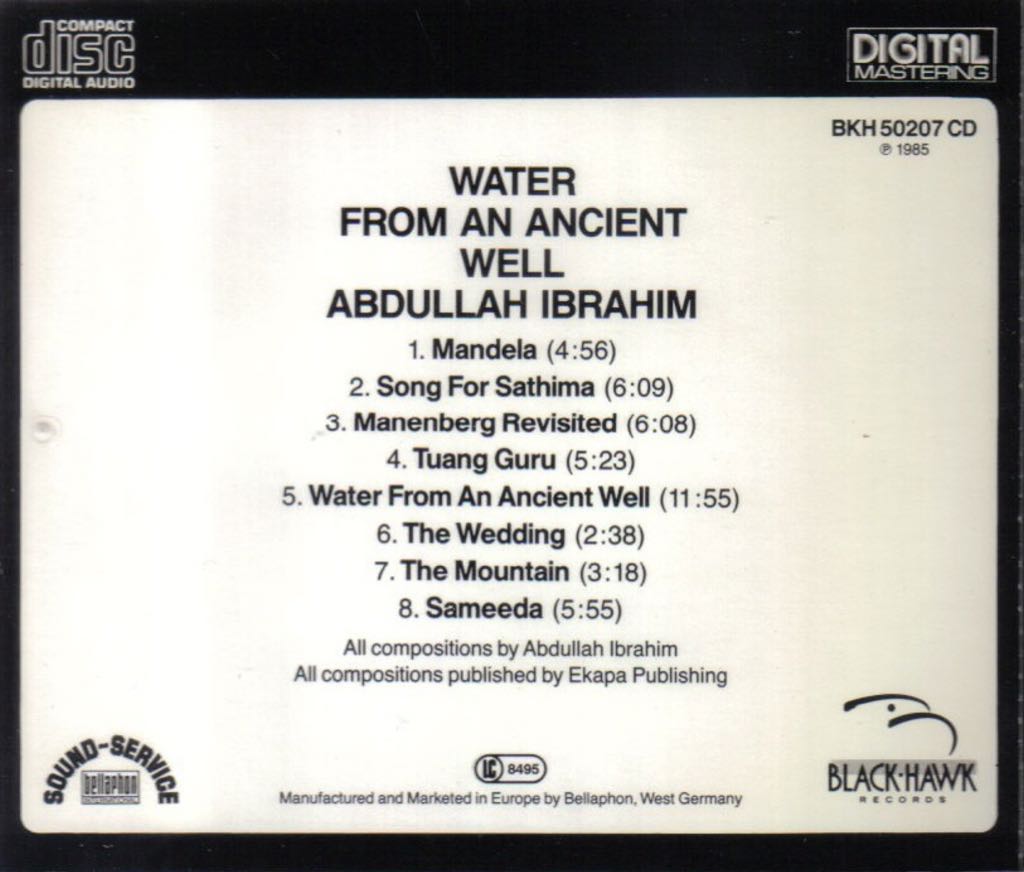 COMPACT
disc
DIGITAL AUDIO
DIGITAL
MASTERING
BKH 50207 CD
℗ 1985
WATER
FROM AN ANCIENT
WELL
ABDULLAH IBRAHIM
1. Mandela (4:56)
2. Song For Sathima (6:09)
3. Manenberg Revisited (6:08)
4. Tuang Guru (5:23)
5. Water From An Ancient Well (11:55)
6. The Wedding (2:38)
7. The Mountain (3:18)
8. Sameeda (5:55)
All compositions by Abdullah Ibrahim
All compositions published by Ekapa Publishing
SOUND-SERVICE
bellaphon
LC 8495
Manufactured and Marketed in Europe by Bellaphon, West Germany
BLACK-HAWK
RECORDS